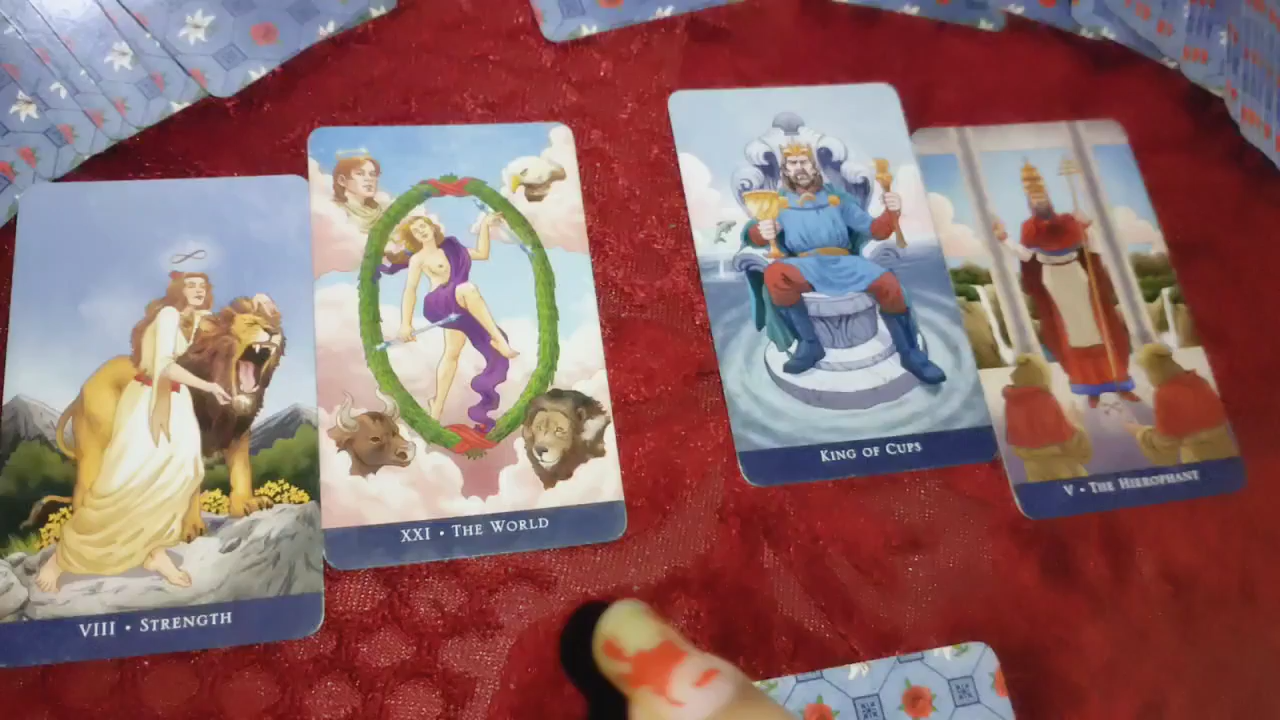 VIII • STRENGTH
XXI • THE WORLD
KING OF CUPS
V • THE HIEROPHANT